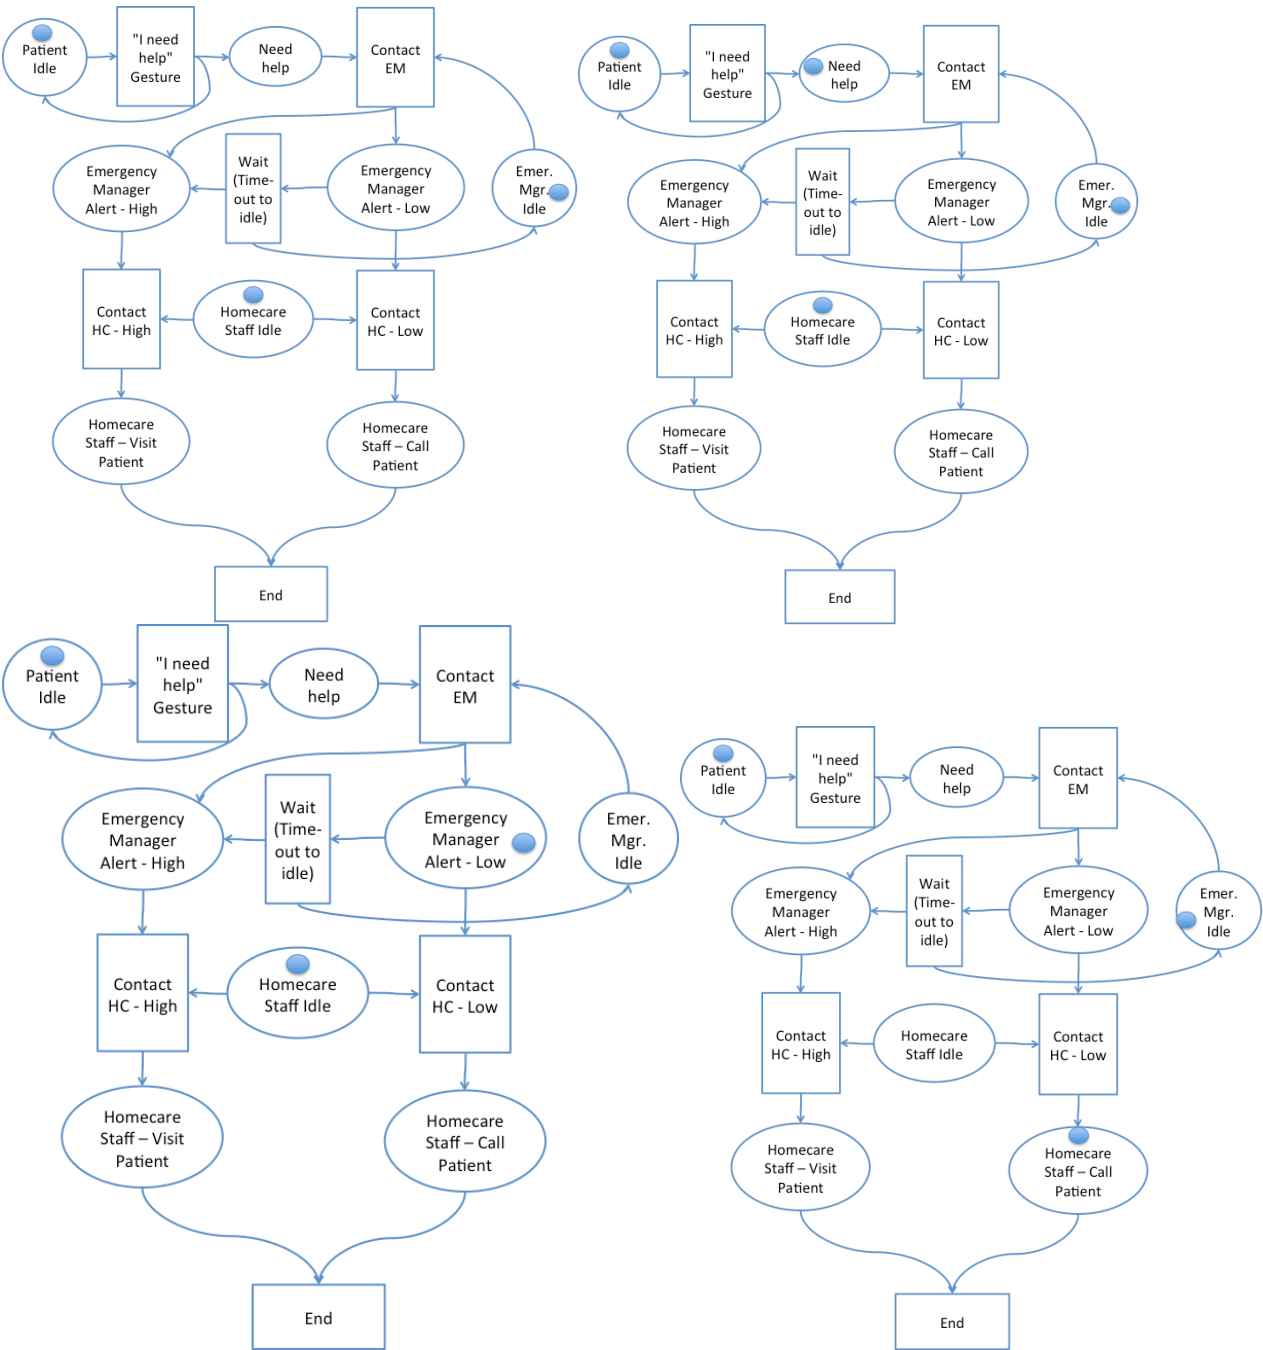 Patient
Idle
"I need
help"
Gesture
Need
help
Contact
EM
Emergency
Manager
Alert - High
Wait
(Time-
out to
idle)
Emergency
Manager
Alert - Low
Emer.
Mgr.
Idle
Contact
HC - High
Homecare
Staff Idle
Contact
HC - Low
Homecare
Staff – Visit
Patient
Homecare
Staff – Call
Patient
End
Patient
Idle
"I need
help"
Gesture
Need
help
Contact
EM
Emergency
Manager
Alert - High
Wait
(Time-
out to
idle)
Emergency
Manager
Alert - Low
Emer.
Mgr.
Idle
Contact
HC - High
Homecare
Staff Idle
Contact
HC - Low
Homecare
Staff – Visit
Patient
Homecare
Staff – Call
Patient
End
Patient
Idle
"I need
help"
Gesture
Need
help
Contact
EM
Emergency
Manager
Alert - High
Wait
(Time-
out to
idle)
Emergency
Manager
Alert - Low
Emer.
Mgr.
Idle
Contact
HC - High
Homecare
Staff Idle
Contact
HC - Low
Homecare
Staff – Visit
Patient
Homecare
Staff – Call
Patient
End
Patient
Idle
"I need
help"
Gesture
Need
help
Contact
EM
Emergency
Manager
Alert - High
Wait
(Time-
out to
idle)
Emergency
Manager
Alert - Low
Emer.
Mgr.
Idle
Contact
HC - High
Homecare
Staff Idle
Contact
HC - Low
Homecare
Staff – Visit
Patient
Homecare
Staff – Call
Patient
End